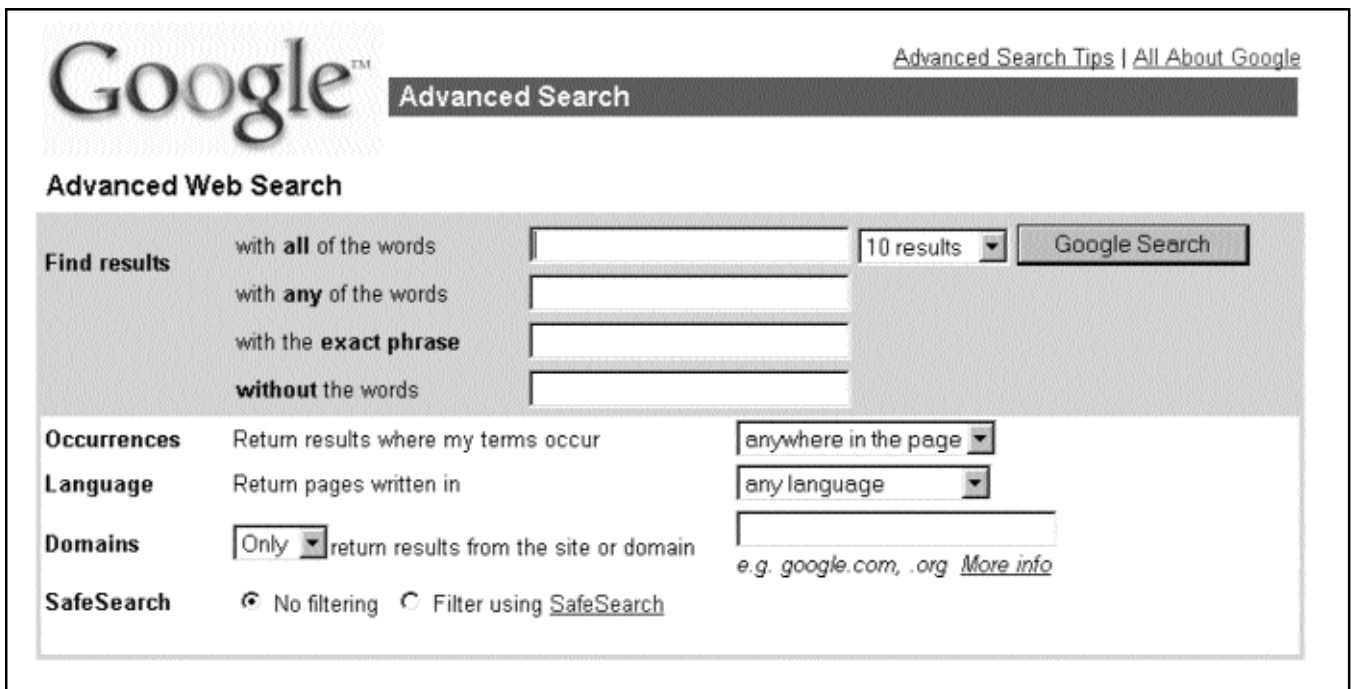 Google™
Advanced Search Tips | All About Google
Advanced Search
Advanced Web Search
Find results
with all of the words
10 results
Google Search
with any of the words
with the exact phrase
without the words
Occurrences Return results where my terms occur anywhere in the page
Language Return pages written in any language
Domains Only return results from the site or domain
e.g. google.com, .org More info
SafeSearch No filtering Filter using SafeSearch